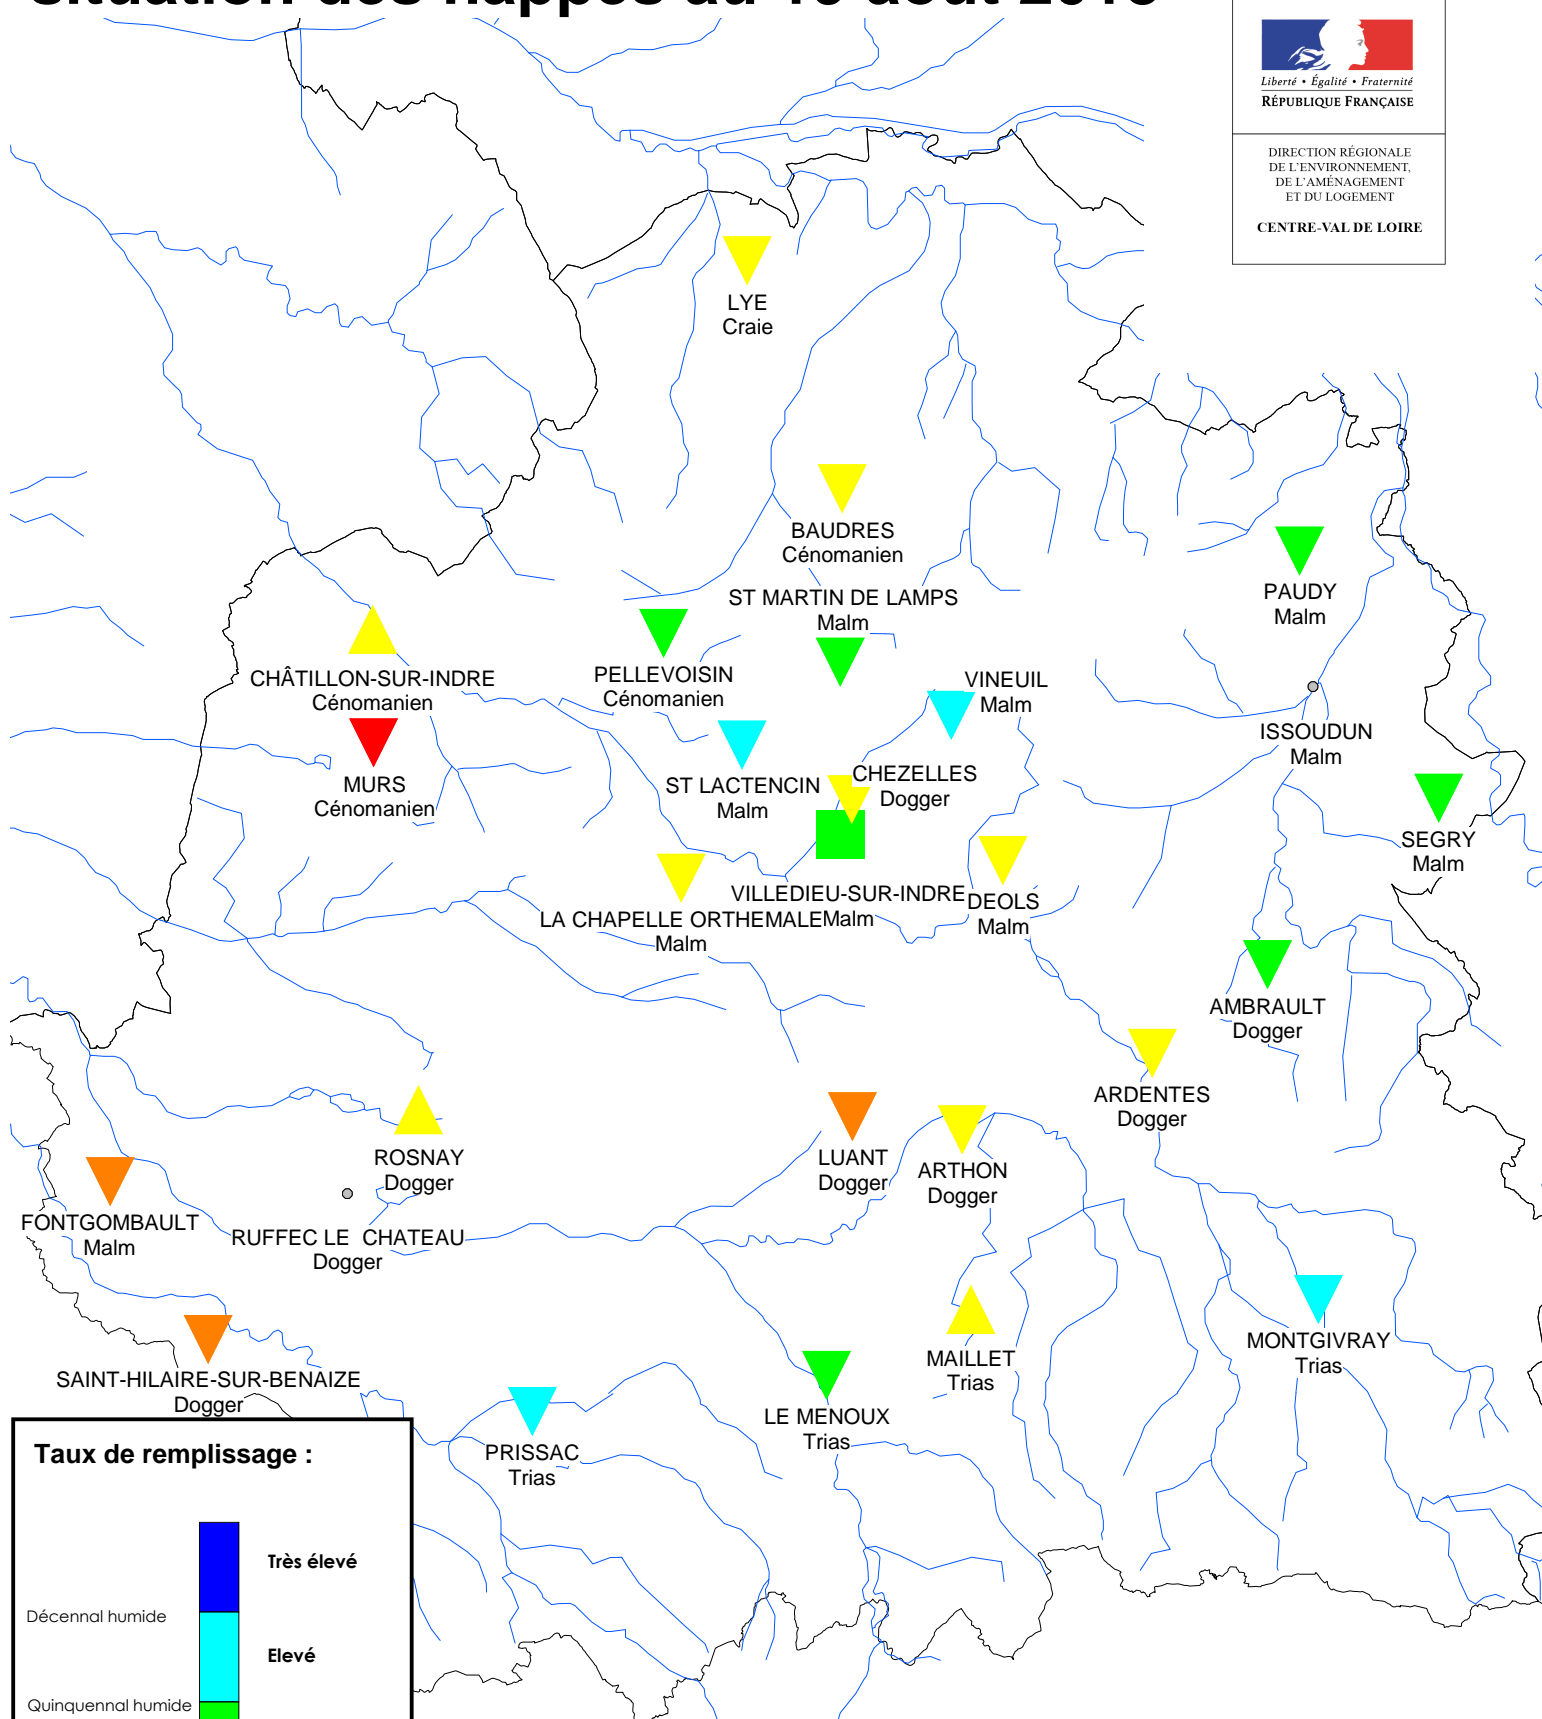 Liberté • Égalité • Fraternité
RÉPUBLIQUE FRANÇAISE
DIRECTION RÉGIONALE
DE L'ENVIRONNEMENT,
DE L'AMÉNAGEMENT
ET DU LOGEMENT
CENTRE-VAL DE LOIRE
LYE
Craie
BAUDRES
Cénomanien
ST MARTIN DE LAMPS
Malm
PAUDY
Malm
CHÂTILLON-SUR-INDRE
Cénomanien
PELLEVOISIN
Cénomanien
VINEUIL
Malm
ISSOUDUN
Malm
MURS
Cénomanien
ST LACTENCIN
Malm
CHEZELLES
Dogger
SEGRY
Malm
VILLEDIEU-SUR-INDRE
Malm
DEOLS
Malm
LA CHAPELLE ORTHEMALE
Malm
AMBRAULT
Dogger
ARDENTES
Dogger
ROSNAY
Dogger
LUANT
Dogger
ARTHON
Dogger
FONTGOMBAULT
Malm
RUFFEC LE CHATEAU
Dogger
MONTGIVRAY
Trias
MAILLET
Trias
SAINT-HILAIRE-SUR-BENAIZE
Dogger
LE MENOUX
Trias
PRISSAC
Trias
Taux de remplissage :
Très élevé
Décennal humide
Elevé
Quinquennal humide